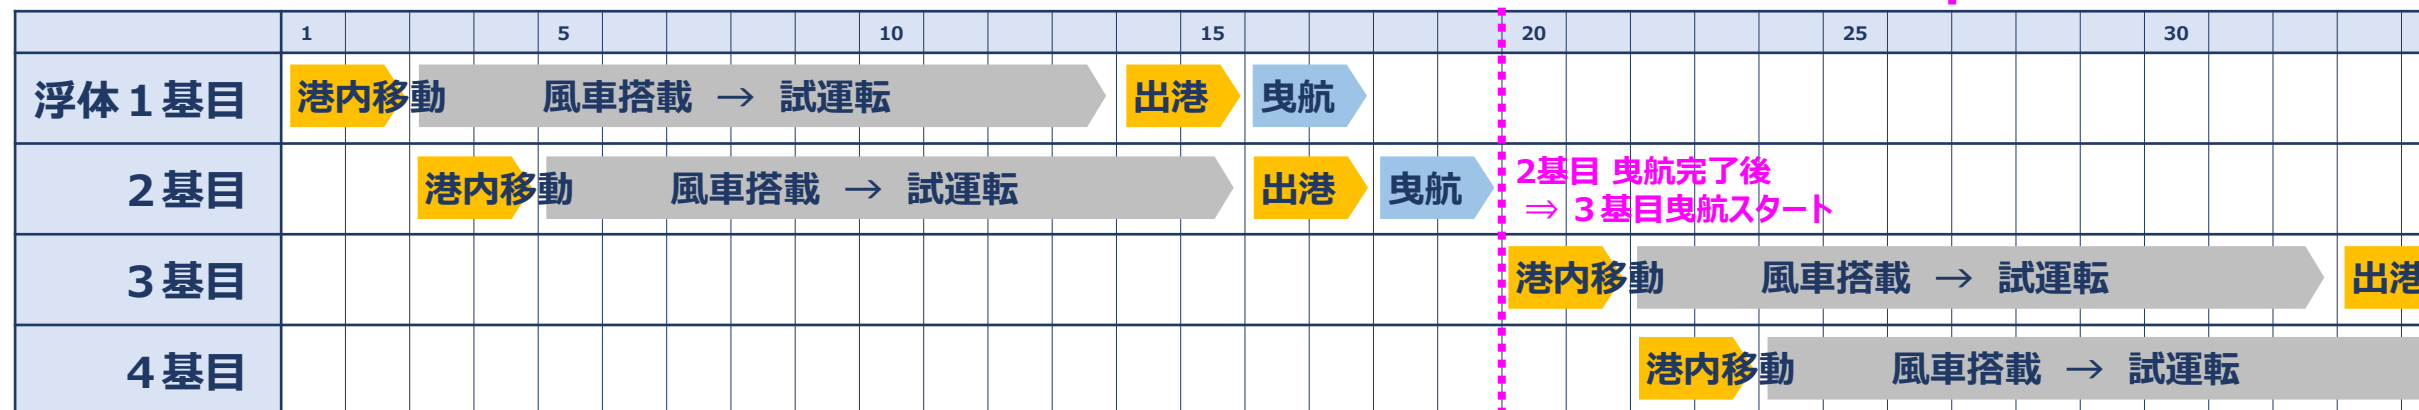 1 5 10 15 20 25 30
浮体１基目 港内移動 風車搭載 → 試運転 出港 曳航
２基目 港内移動 風車搭載 → 試運転 出港 曳航
2基目 曳航完了後
⇒ ３基目曳航スタート
３基目 港内移動 風車搭載 → 試運転 出港
４基目 港内移動 風車搭載 → 試運転